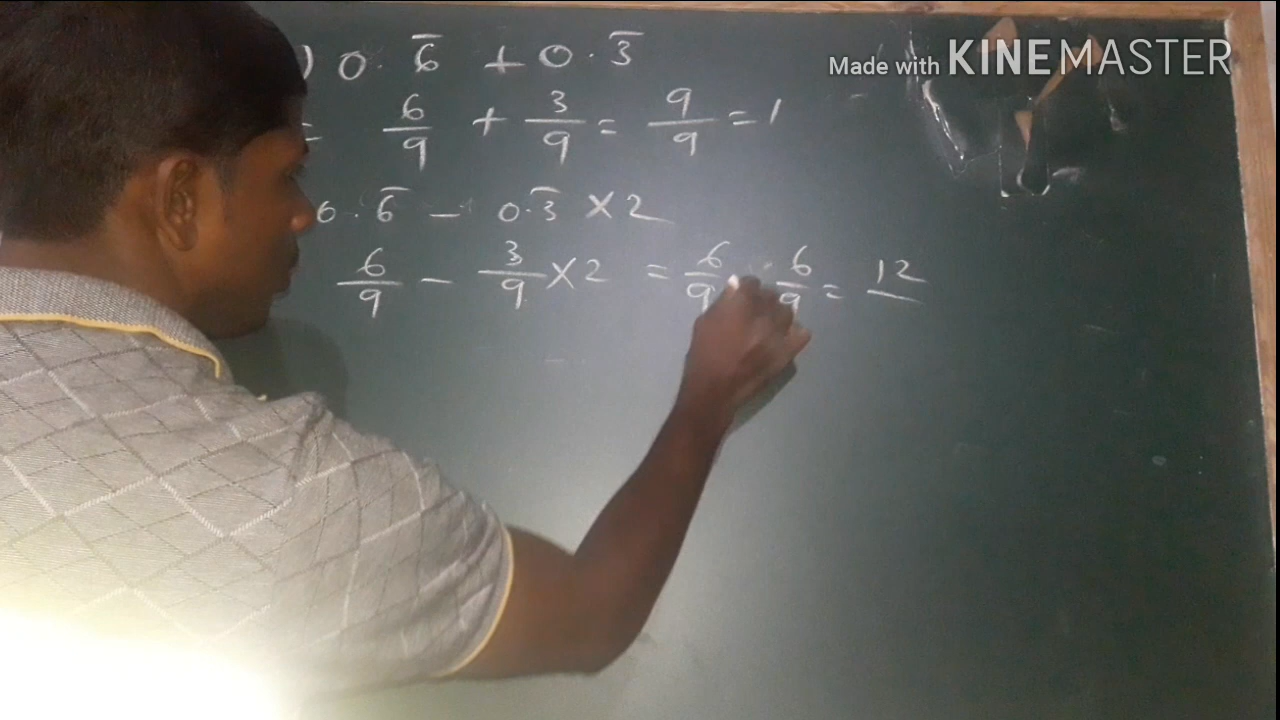 ) 0.6̅ + 0.3̅
Made with KINEMASTER
= 6/9 + 3/9 = 9/9 = 1
0.6̅ - 0.3̅ × 2
6/9 - 3/9 × 2 = 6/9 6/9 = 12